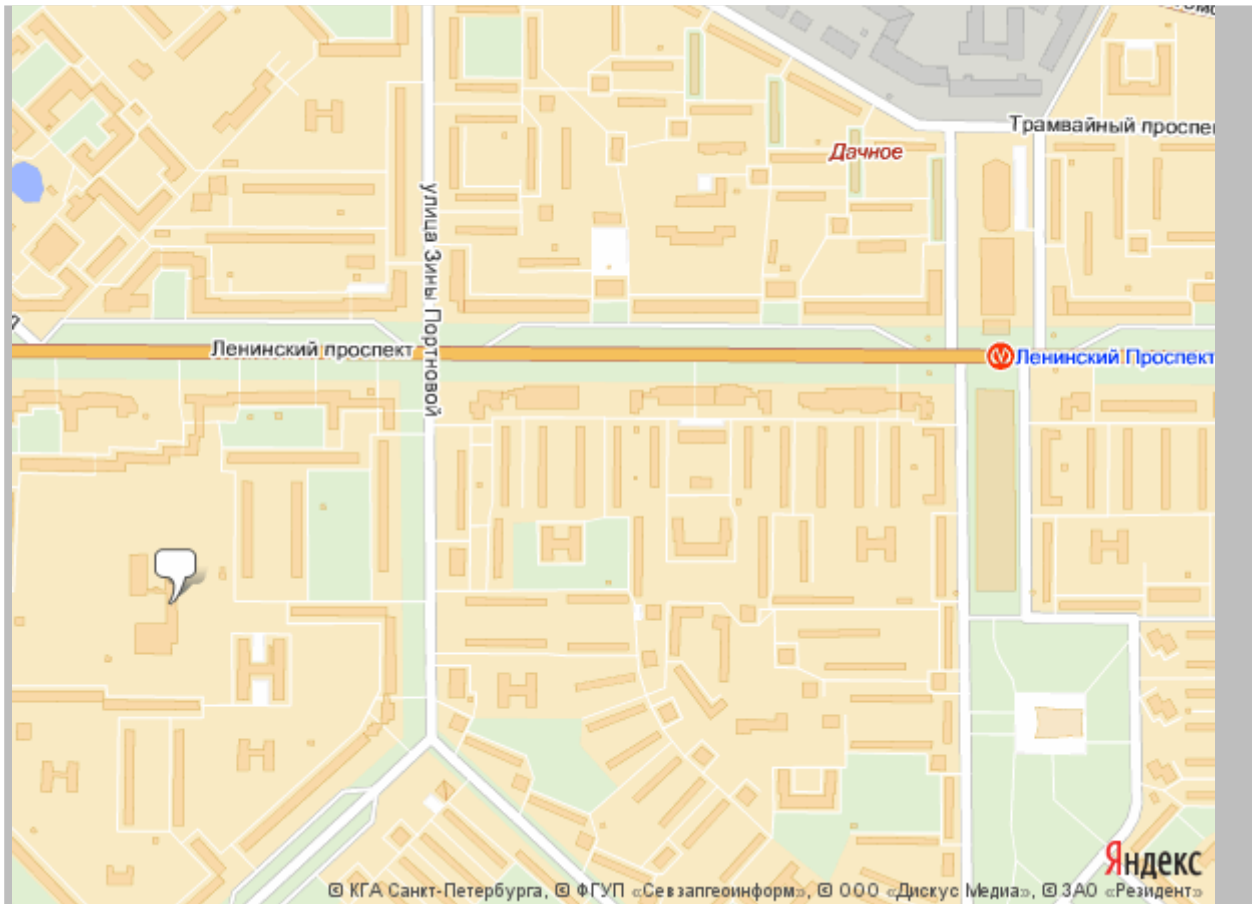 Трамвайный проспе
Дачное
улица Зины Портновой
Ленинский проспект
Ленинский Проспект
Яндекс
© КГА Санкт-Петербурга, © ФГУП «Севзапгеоинформ», © ООО «Дискус Медиа», © ЗАО «Резидент»